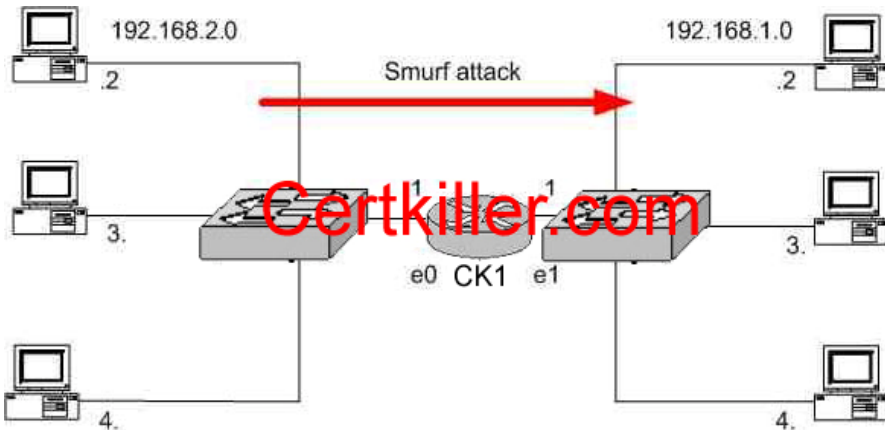 192.168.2.0
192.168.1.0
.2
Smurf attack
.2
1
1
Certkiller.com
3.
3.
e0
CK1
e1
4.
4.